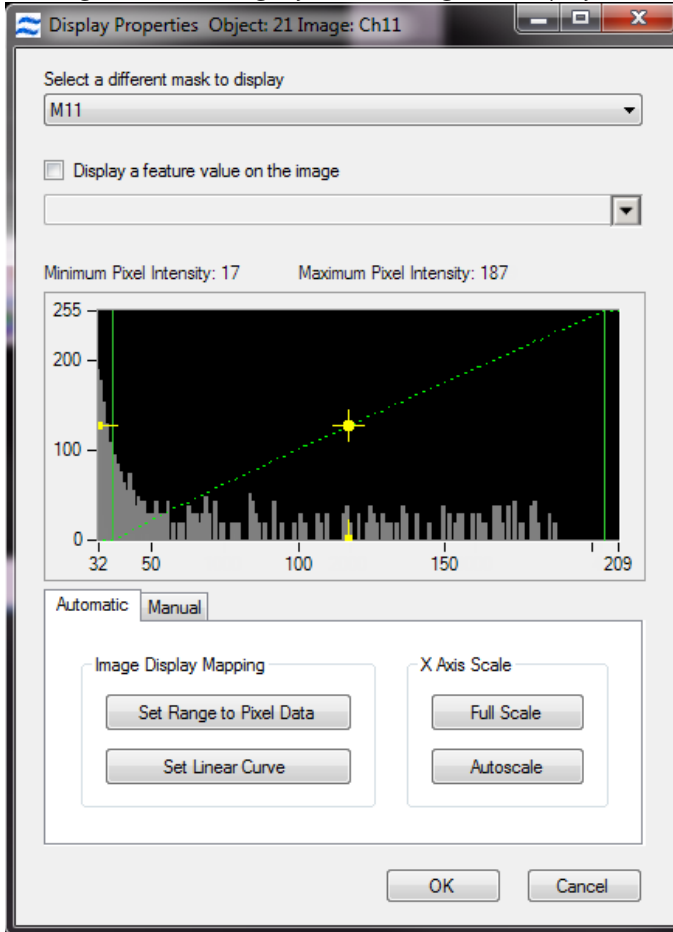 Display Properties Object: 21 Image: Ch11
Select a different mask to display
M11
Display a feature value on the image
Minimum Pixel Intensity: 17 Maximum Pixel Intensity: 187
255
200
100
0
32 50 100 150 209
Automatic Manual
Image Display Mapping X Axis Scale
Set Range to Pixel Data Full Scale
Set Linear Curve Autoscale
OK Cancel